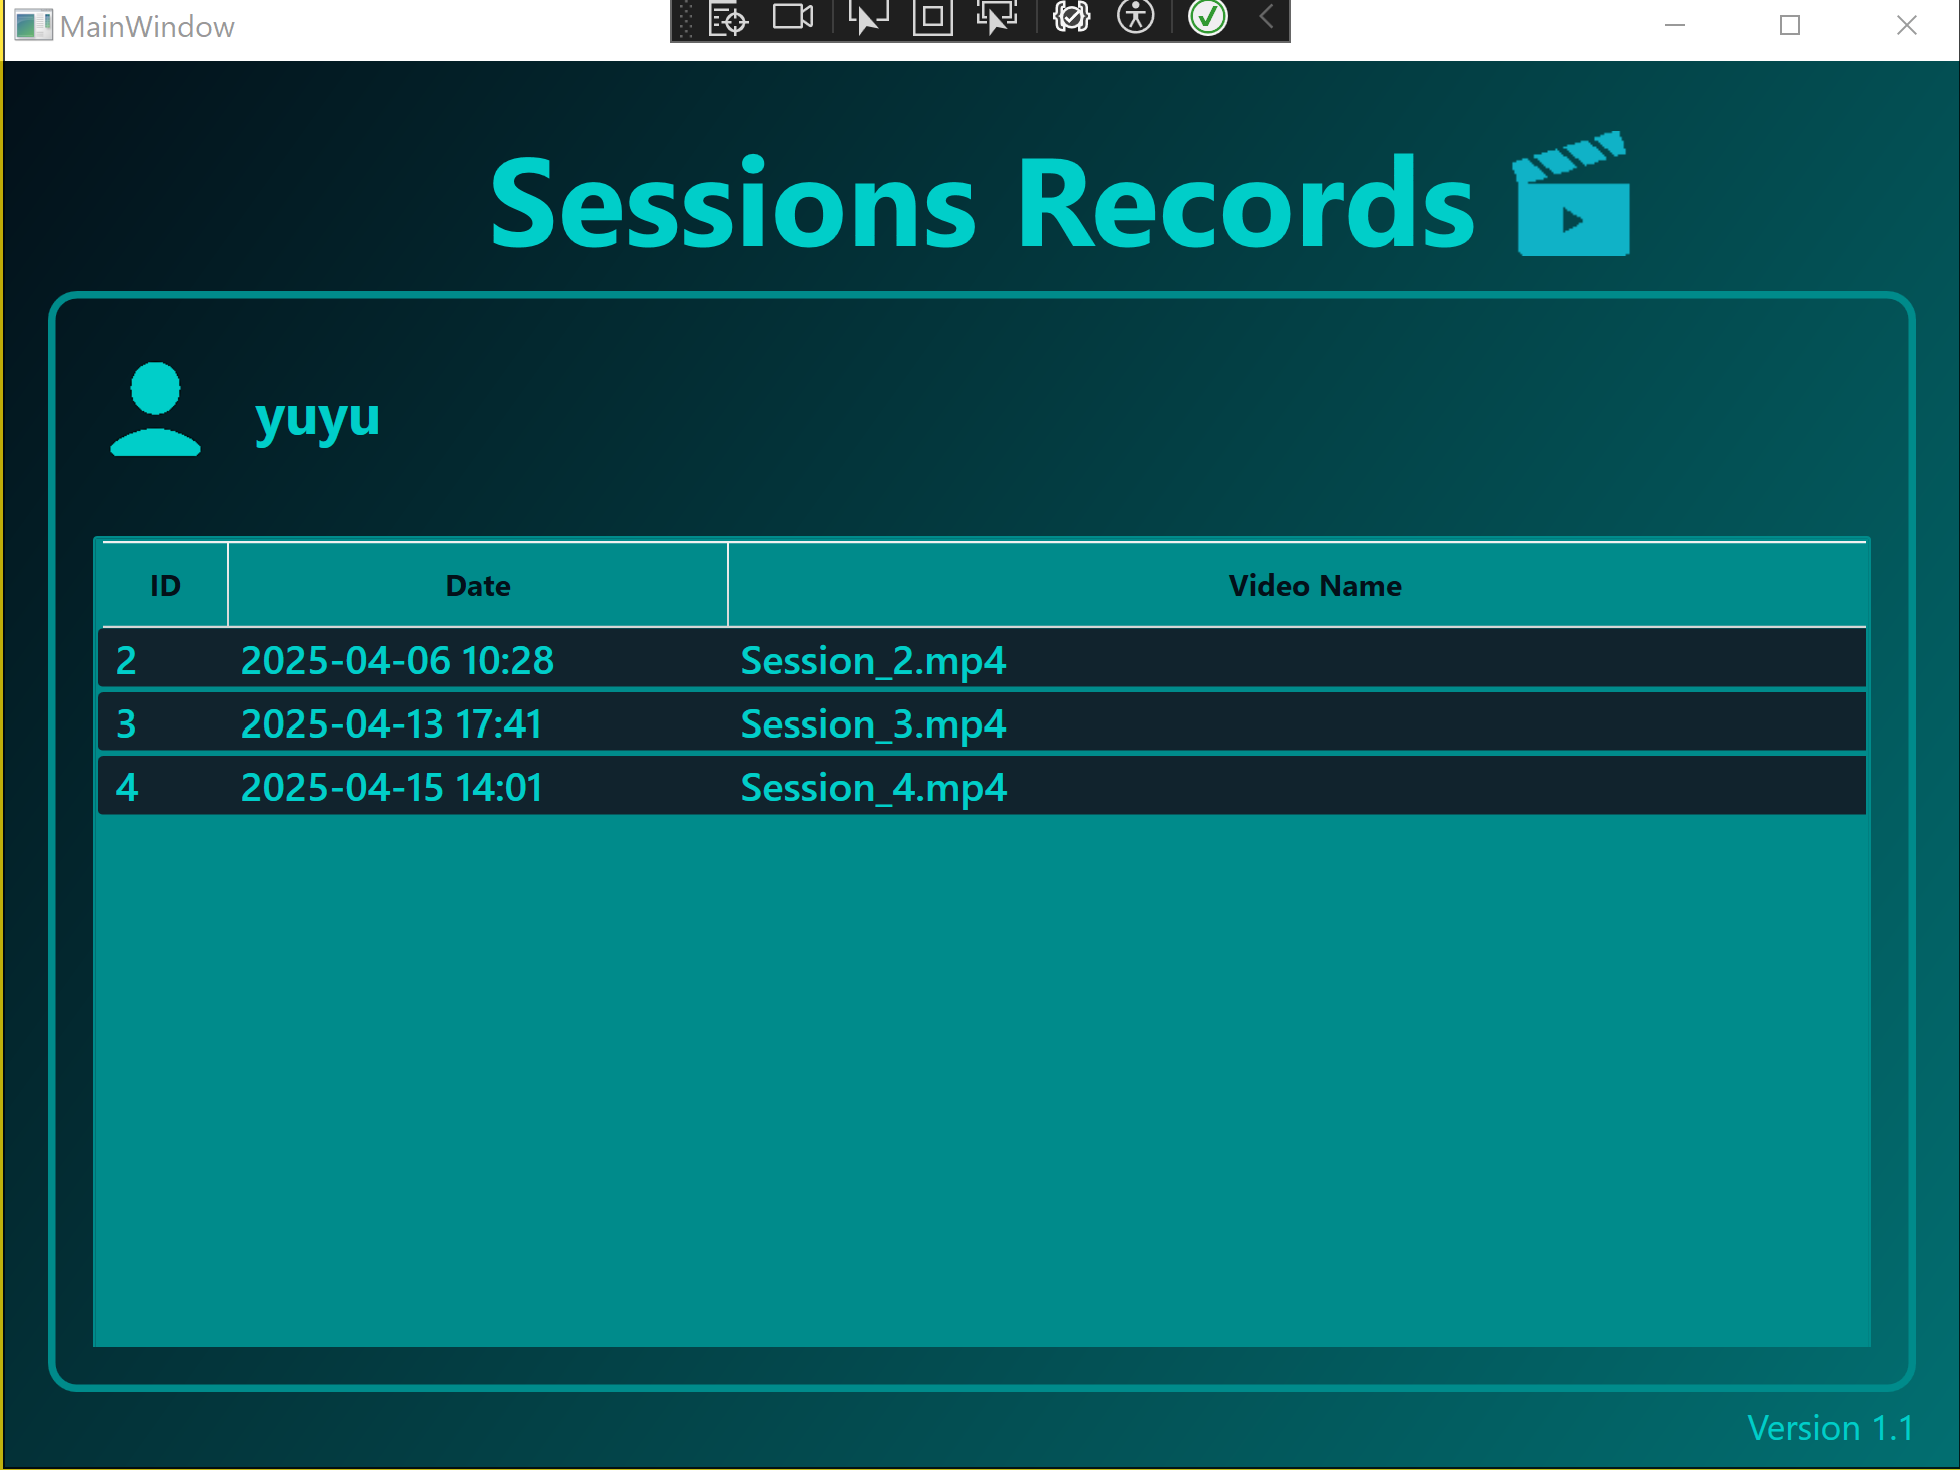 MainWindow
Sessions Records
yuyu
ID Date Video Name
2 2025-04-06 10:28 Session_2.mp4
3 2025-04-13 17:41 Session_3.mp4
4 2025-04-15 14:01 Session_4.mp4
Version 1.1